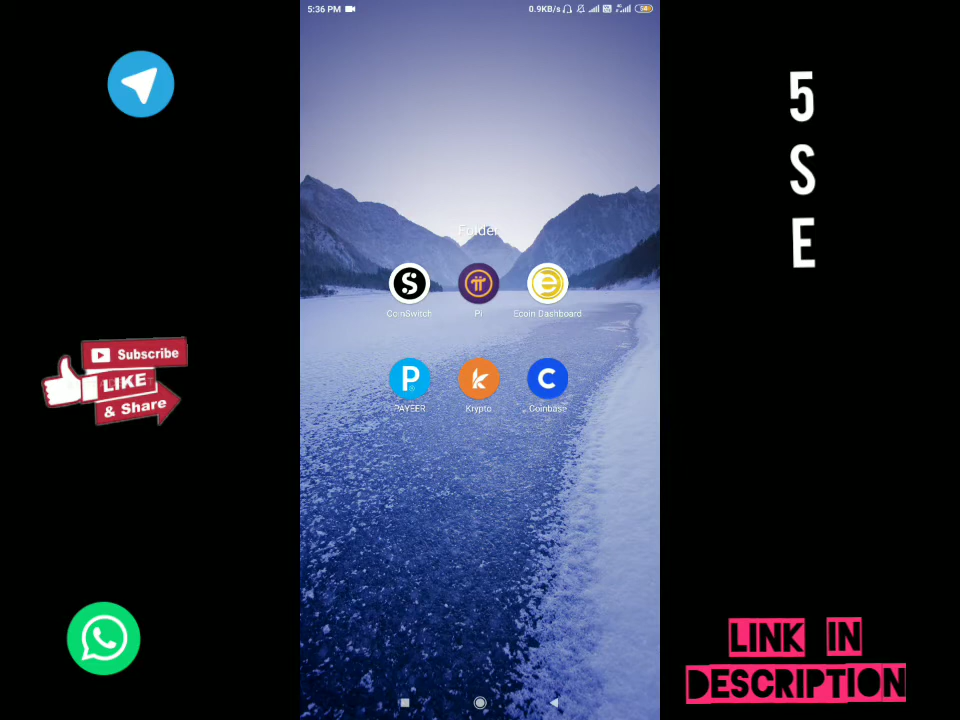 5:36 PM
0.9KB/s
5
S
E
Folder
CoinSwitch
Pi
Ecoin Dashboard
PAYEER
Krypto
Coinbase
Subscribe
LIKE
& Share
LINK IN
DESCRIPTION